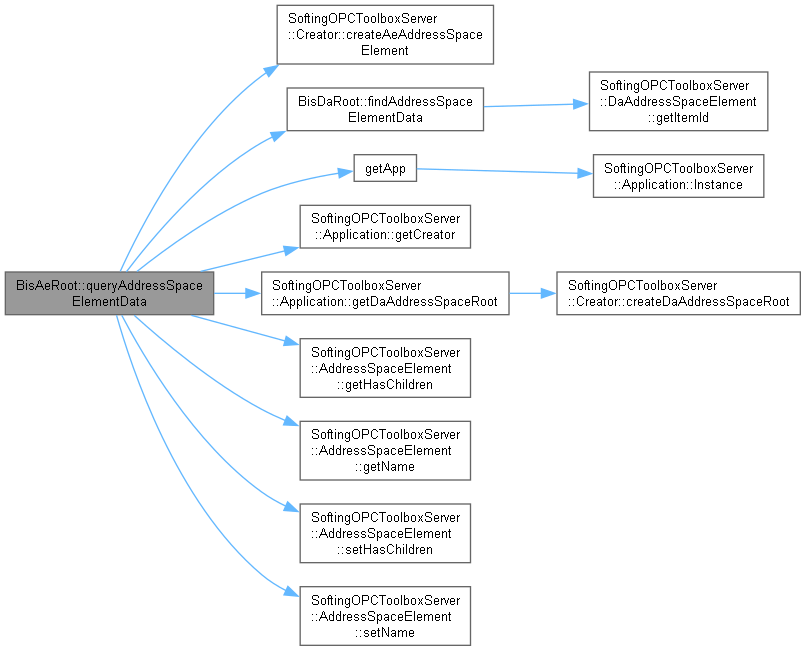 SoftingOPCToolboxServer
::Creator::createAeAddressSpace
Element
BisDaRoot::findAddressSpace
ElementData
SoftingOPCToolboxServer
::DaAddressSpaceElement
::getItemId
getApp
SoftingOPCToolboxServer
::Application::Instance
SoftingOPCToolboxServer
::Application::getCreator
BisAeRoot::queryAddressSpace
ElementData
SoftingOPCToolboxServer
::Application::getDaAddressSpaceRoot
SoftingOPCToolboxServer
::Creator::createDaAddressSpaceRoot
SoftingOPCToolboxServer
::AddressSpaceElement
::getHasChildren
SoftingOPCToolboxServer
::AddressSpaceElement
::getName
SoftingOPCToolboxServer
::AddressSpaceElement
::setHasChildren
SoftingOPCToolboxServer
::AddressSpaceElement
::setName